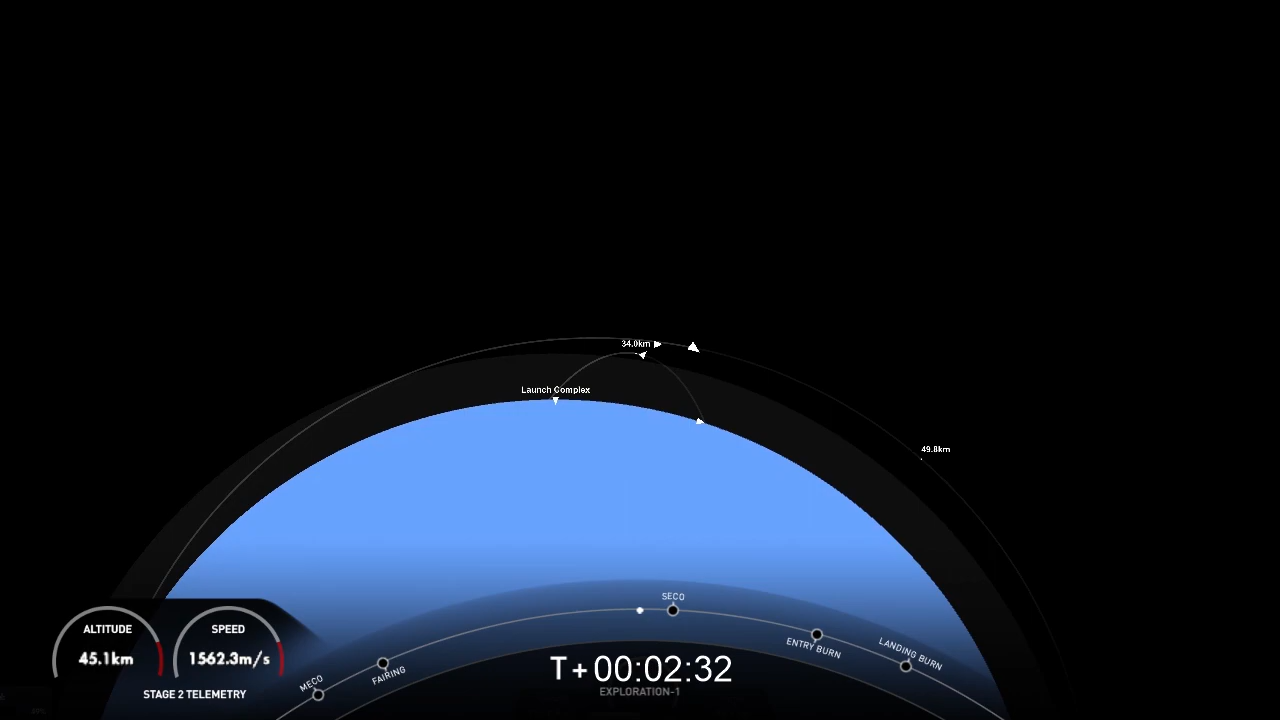 34.0km
Launch Complex
49.8km
SECO
ALTITUDE
SPEED
ENTRY BURN
LANDING BURN
45.1km
1562.3m/s
MECO
FAIRING
T+00:02:32
STAGE 2 TELEMETRY
EXPLORATION-1